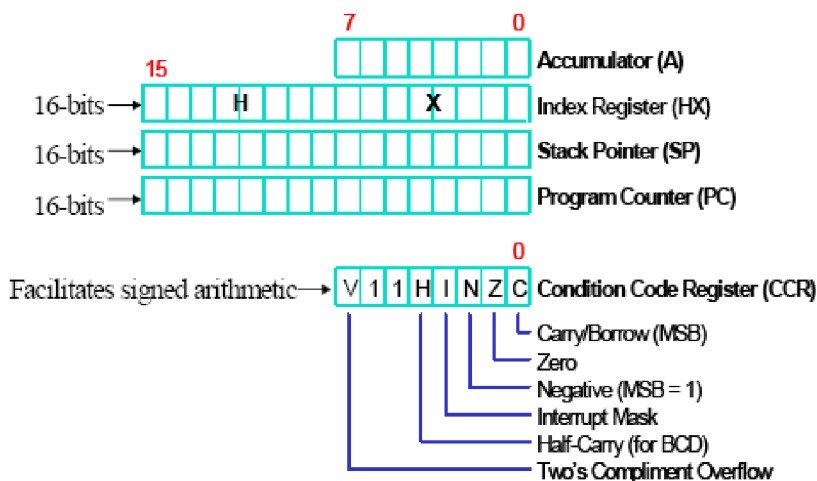 7 0
Accumulator (A)
15
16-bits H X Index Register (HX)
16-bits Stack Pointer (SP)
16-bits Program Counter (PC)
0
Facilitates signed arithmetic V 1 1 H I N Z C Condition Code Register (CCR)
Carry/Borrow (MSB)
Zero
Negative (MSB = 1)
Interrupt Mask
Half-Carry (for BCD)
Two's Compliment Overflow